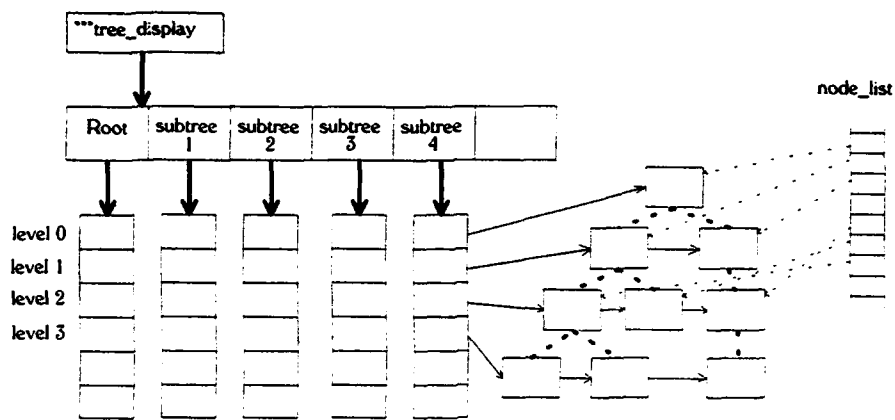 ***tree_display
node_list
Root
subtree 1
subtree 2
subtree 3
subtree 4
level 0
level 1
level 2
level 3